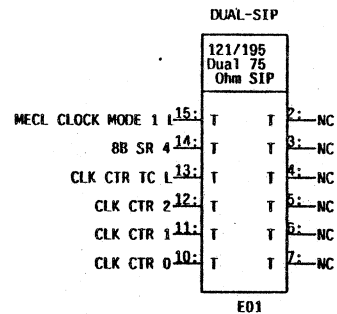 DUAL-SIP
121/195
Dual 75
Ohm SIP
MECL CLOCK MODE 1 L 15: T T 2: NC
8B SR 4 14: T T 3: NC
CLK CTR TC L 13: T T 4: NC
CLK CTR 2 12: T T 5: NC
CLK CTR 1 11: T T 6: NC
CLK CTR 0 10: T T 7: NC
E01